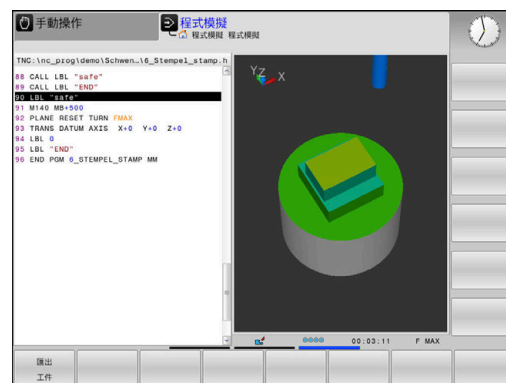 手動操作
程式模擬
程式模擬 程式模擬
TNC:\nc_prog\demo\Schwen…\6_Stempel_stamp.h
88 CALL LBL "safe"
89 CALL LBL "END"
90 LBL "safe"
91 M140 MB+500
92 PLANE RESET TURN FMAX
93 TRANS DATUM AXIS X+0 Y+0 Z+0
94 LBL 0
95 LBL "END"
96 END PGM 6_STEMPEL_STAMP MM
YZ X
00:03:11 F MAX
匯出
工件